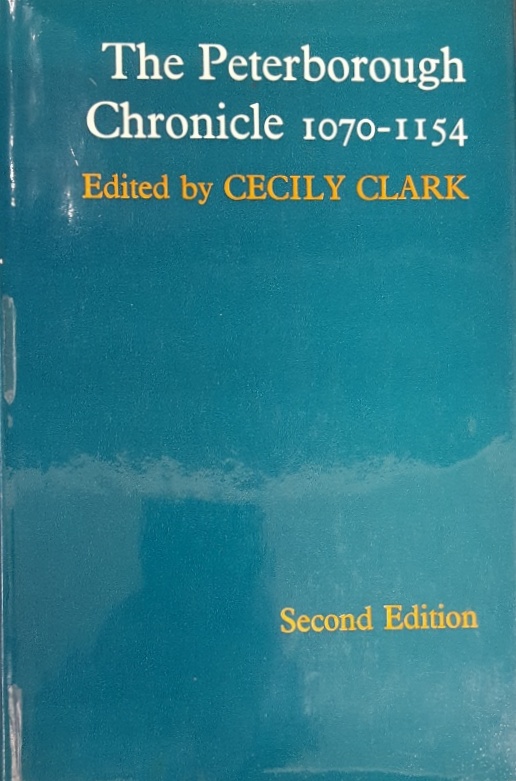 The Peterborough
Chronicle 1070-1154
Edited by CECILY CLARK
Second Edition